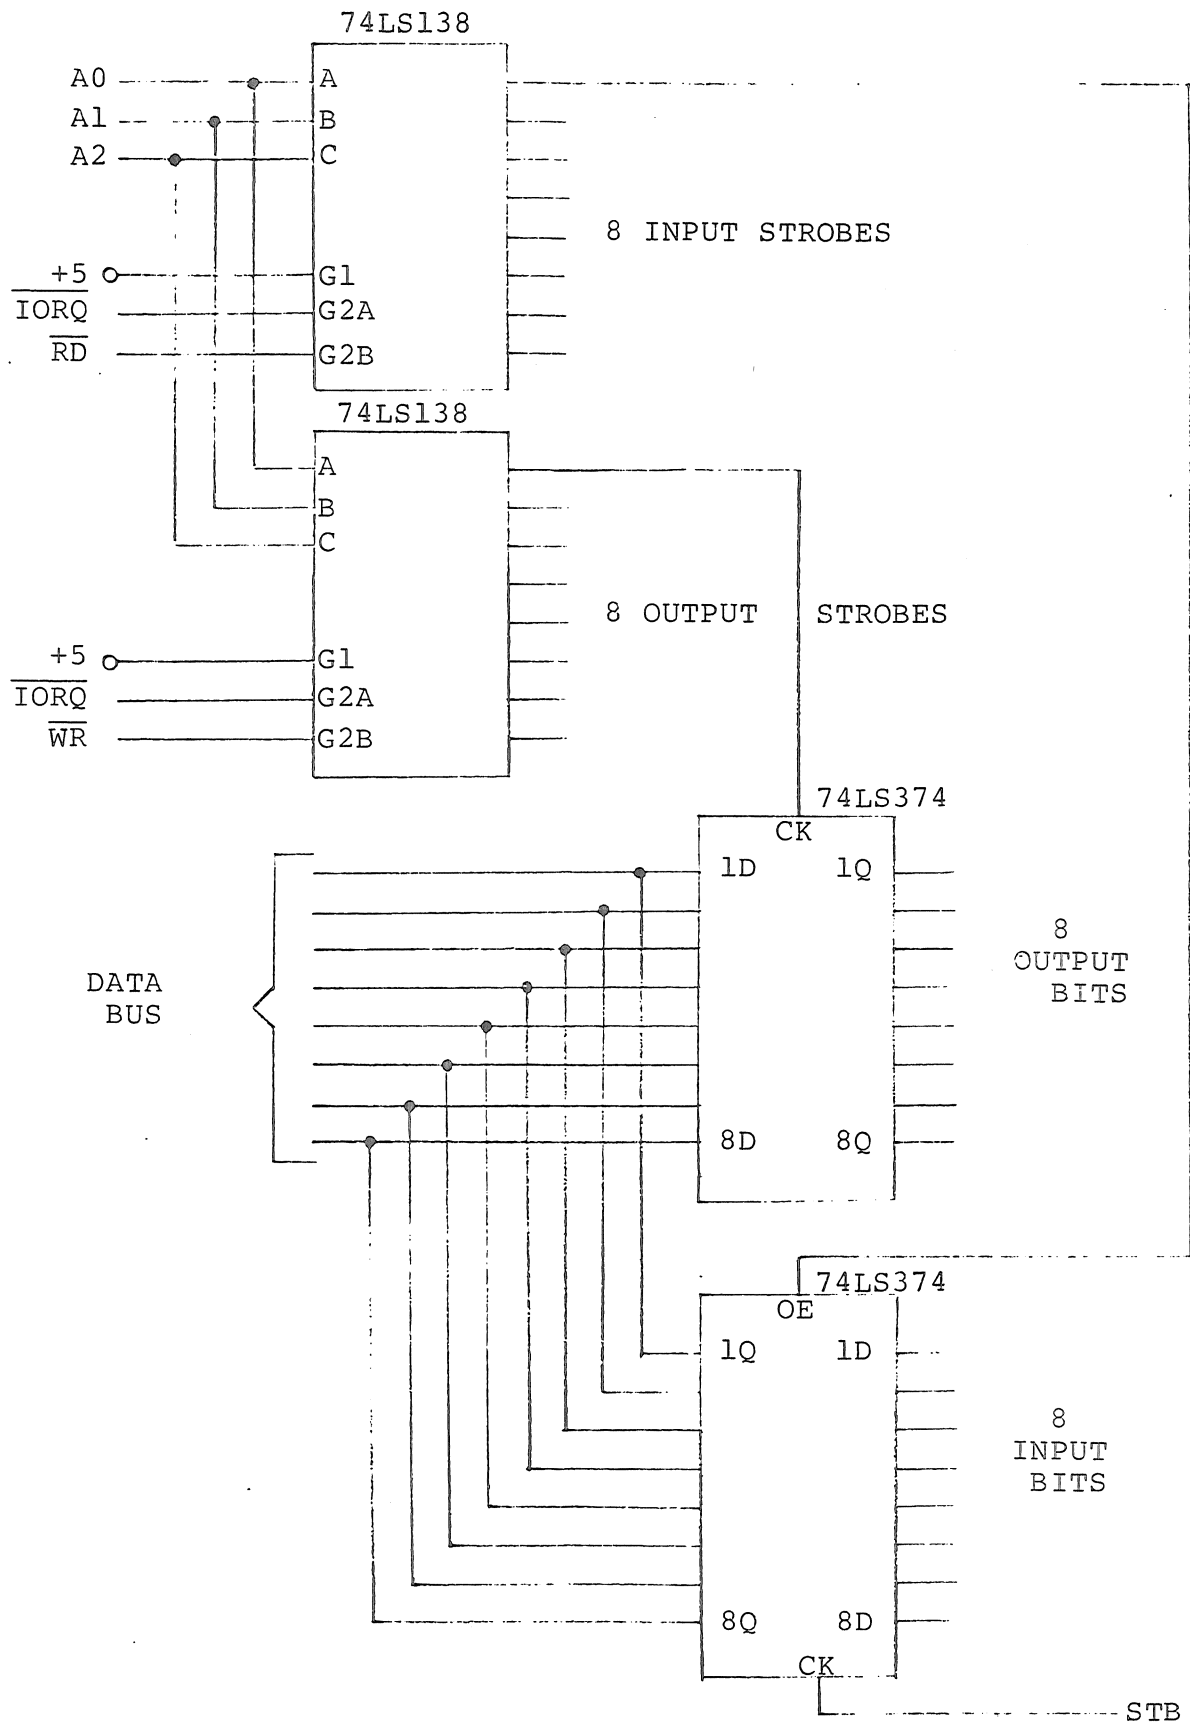 74LS138
A0
A
A1
B
A2
C
8 INPUT STROBES
+5
G1
IORQ
G2A
RD
G2B
74LS138
A
B
C
8 OUTPUT STROBES
+5
G1
IORQ
G2A
WR
G2B
74LS374
CK
1D
1Q
8
OUTPUT
BITS
DATA
BUS
8D
8Q
74LS374
OE
1Q
1D
8
INPUT
BITS
8Q
8D
CK
STB